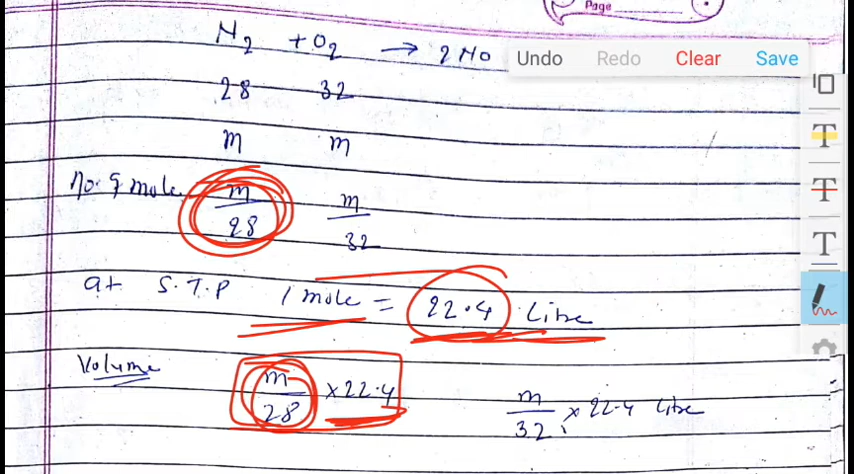 Page
N2 + O2 → 2NO
Undo Redo Clear Save
28 32
m m
No. of mole m/28 m/32
at S.T.P 1 mole = 22.4 Litre
Volume m/28 ×22.4 m/32 × 22.4 Litre
T
T
T